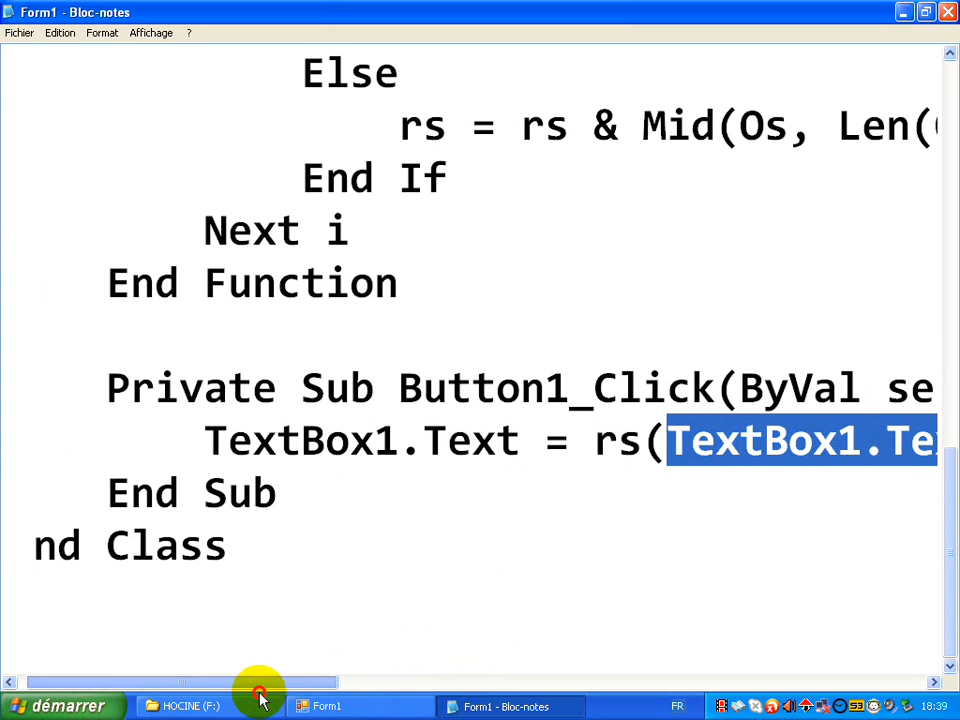 Form1 - Bloc-notes
Fichier Edition Format Affichage ?
Else
rs = rs & Mid(Os, Len(
End If
Next i
End Function
Private Sub Button1_Click(ByVal se
TextBox1.Text = rs(TextBox1.Te
End Sub
nd Class
démarrer HOCINE (F:) Form1 Form1 - Bloc-notes FR 18:39